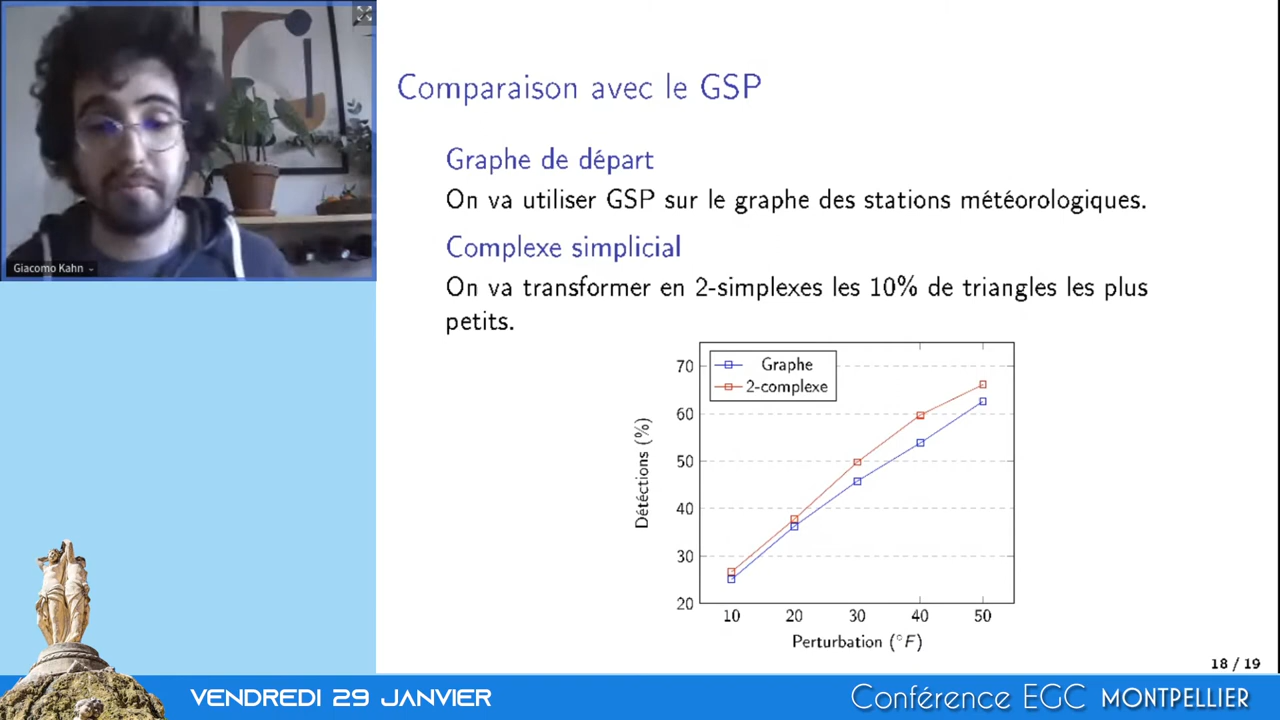 Giacomo Kahn
Comparaison avec le GSP
Graphe de départ
On va utiliser GSP sur le graphe des stations météorologiques.
Complexe simplicial
On va transformer en 2-simplexes les 10% de triangles les plus
petits.
Graphe
2-complexe
70
60
50
40
30
20
Détéctions (%)
10 20 30 40 50
Perturbation (°F)
18 / 19
VENDREDI 29 JANVIER
Conférence EGC MONTPELLIER